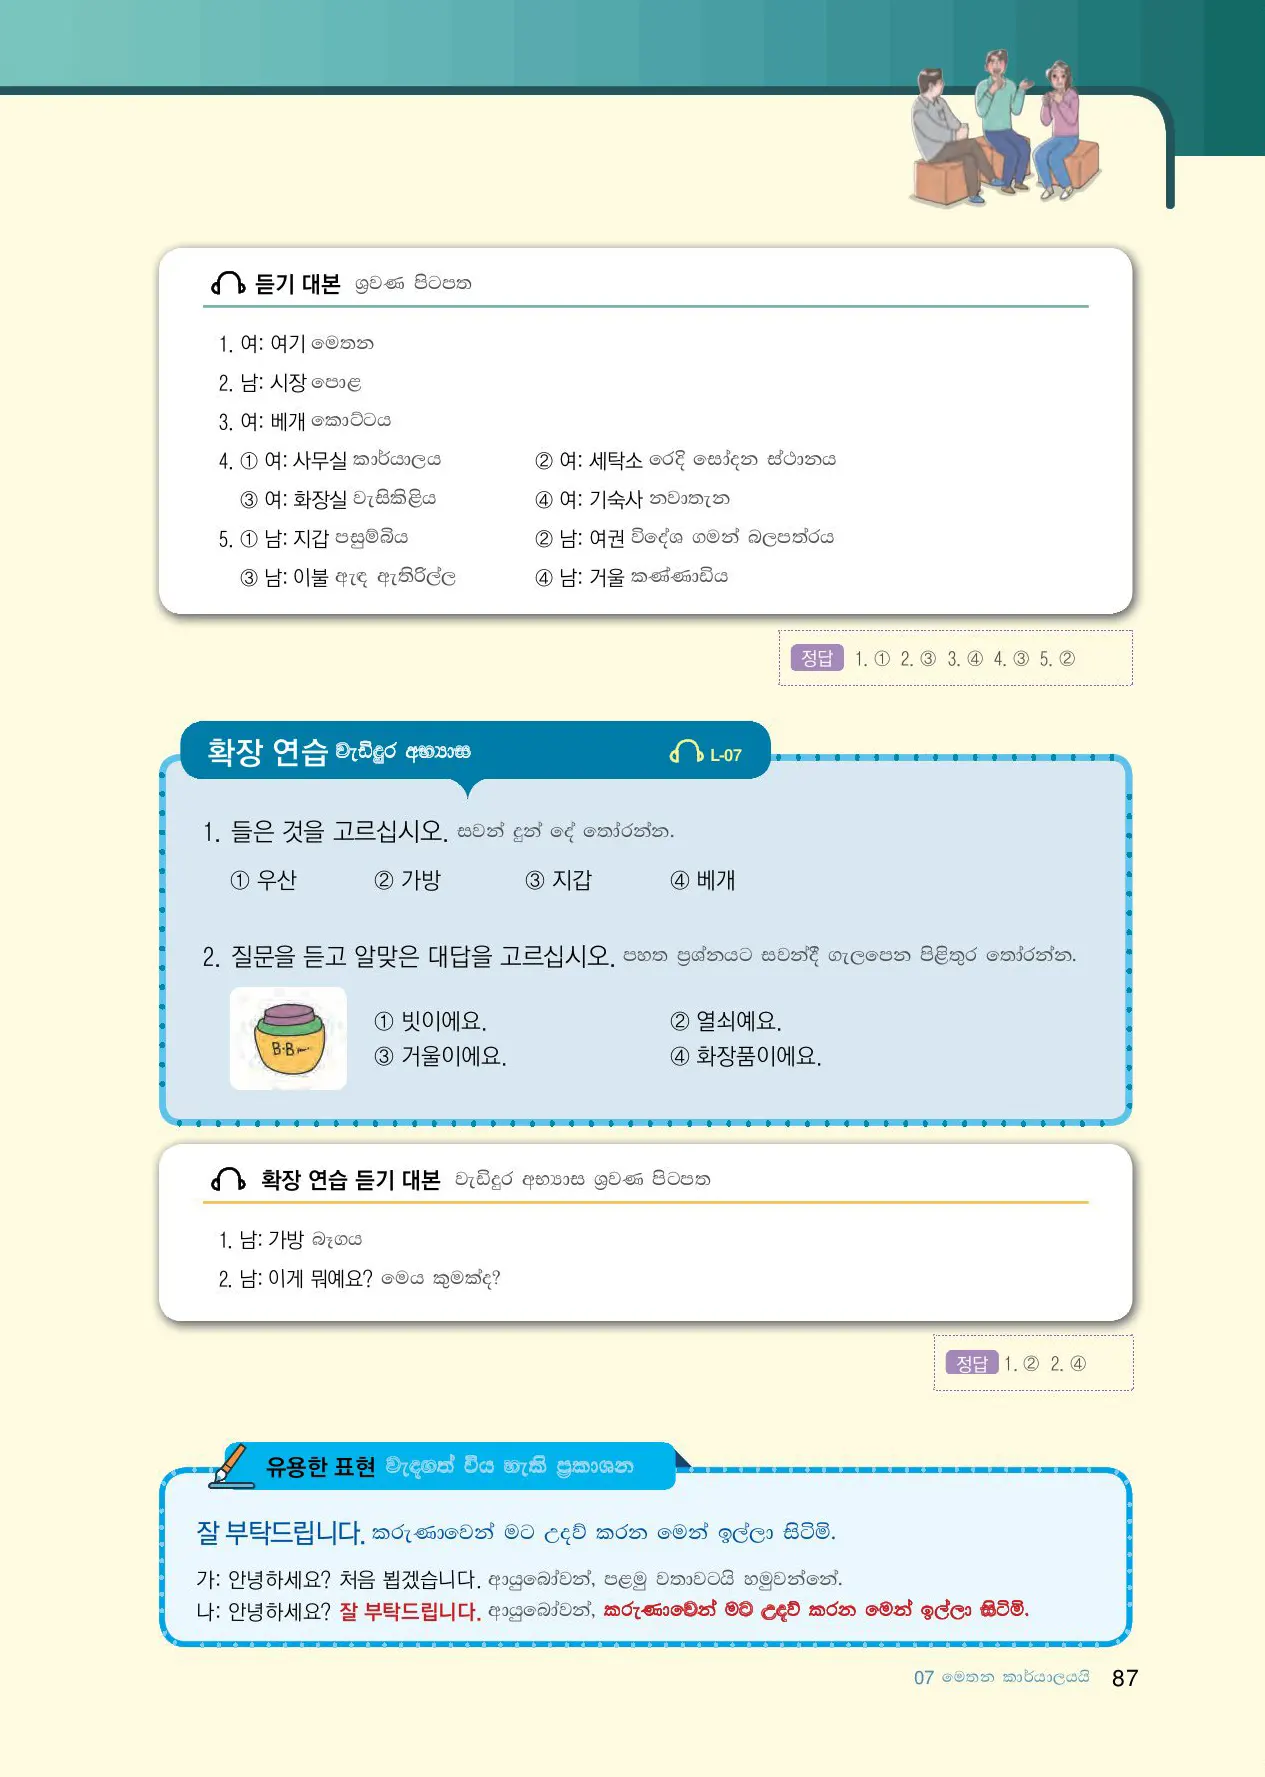 듣기 대본 ශ්‍රවණ පිටපත
1. 여: 여기 මෙතන
2. 남: 시장 පොළ
3. 여: 베개 කොට්ටය
4. ① 여: 사무실 කාර්යාලය ② 여: 세탁소 රෙදි සෝදන ස්ථානය
③ 여: 화장실 වැසිකිළිය ④ 여: 기숙사 නවාතැන
5. ① 남: 지갑 පසුම්බිය ② 남: 여권 විදේශ ගමන් බලපත්රය
③ 남: 이불 ඇඳ ඇතිරිල්ල ④ 남: 거울 කණ්ණාඩිය
정답 1. ① 2. ③ 3. ④ 4. ③ 5. ②
확장 연습 වැඩිදුර අභ්‍යාස L-07
1. 들은 것을 고르십시오. සවන් දුන් දේ තෝරන්න.
① 우산 ② 가방 ③ 지갑 ④ 베개
2. 질문을 듣고 알맞은 대답을 고르십시오. පහත ප්‍රශ්නයට සවන්දී ගැලපෙන පිළිතුර තෝරන්න.
B·B
① 빗이에요. ② 열쇠예요.
③ 거울이에요. ④ 화장품이에요.
확장 연습 듣기 대본 වැඩිදුර අභ්‍යාස ශ්‍රවණ පිටපත
1. 남: 가방 බෑගය
2. 남: 이게 뭐예요? මෙය කුමක්ද?
정답 1. ② 2. ④
유용한 표현 වැදගත් විය හැකි ප්‍රකාශන
잘 부탁드립니다. කරුණාවෙන් මට උදව් කරන මෙන් ඉල්ලා සිටිමි.
가: 안녕하세요? 처음 뵙겠습니다. ආයුබෝවන්, පළමු වතාවටයි හමුවන්නේ.
나: 안녕하세요? 잘 부탁드립니다. ආයුබෝවන්, කරුණාවෙන් මට උදව් කරන මෙන් ඉල්ලා සිටිමි.
07 මෙතන කාර්යාලයයි 87